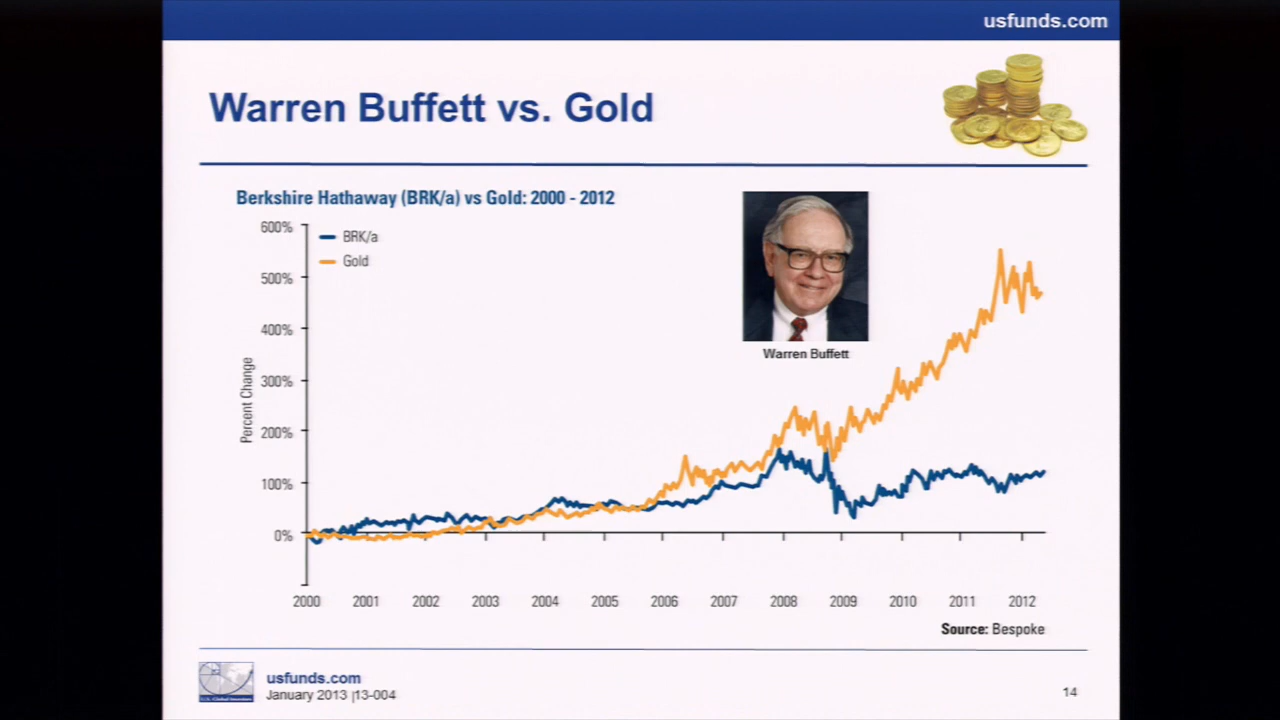 usfunds.com
Warren Buffett vs. Gold
Berkshire Hathaway (BRK/a) vs Gold: 2000 - 2012
600%
BRK/a
Gold
500%
400%
300%
200%
100%
0%
Percent Change
Warren Buffett
2000 2001 2002 2003 2004 2005 2006 2007 2008 2009 2010 2011 2012
Source: Bespoke
U.S. Global Investors
usfunds.com
January 2013 |13-004
14